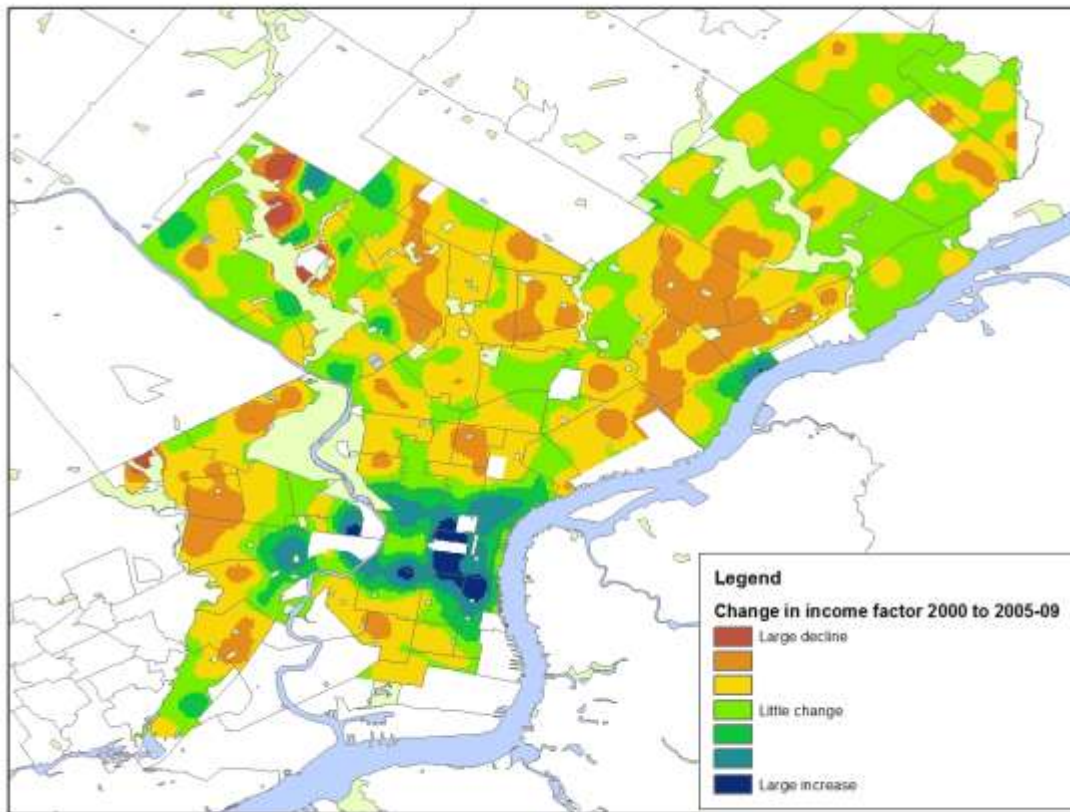 Legend
Change in income factor 2000 to 2005-09
Large decline
Little change
Large increase